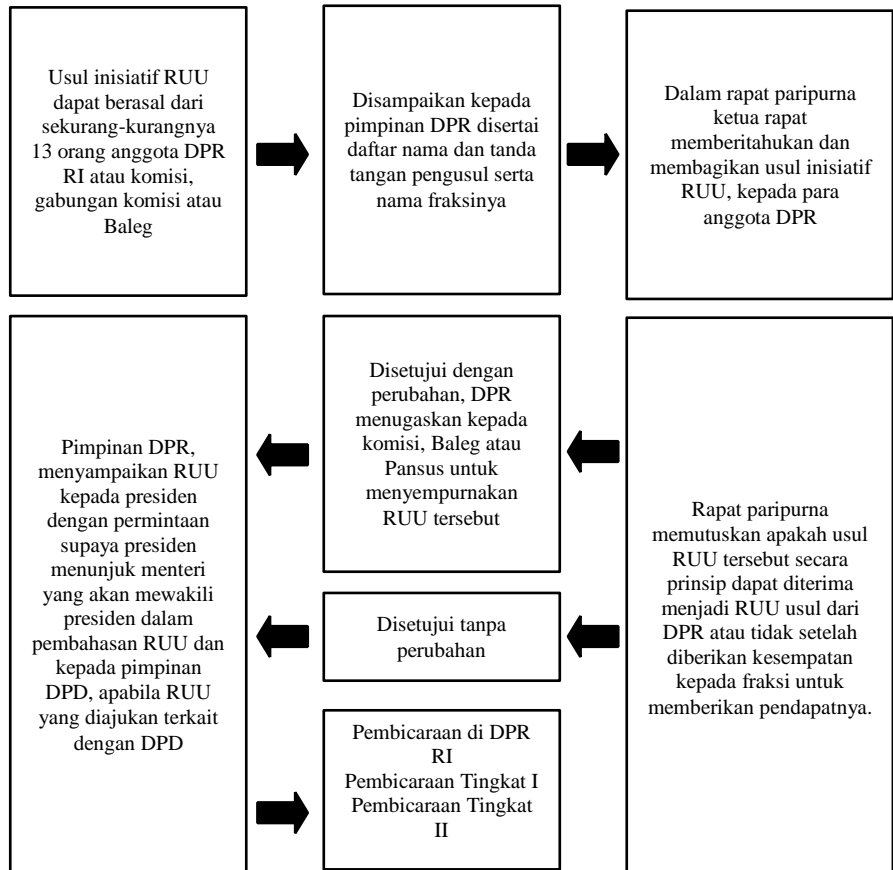 Usul inisiatif RUU
dapat berasal dari
sekurang-kurangnya
13 orang anggota DPR
RI atau komisi,
gabungan komisi atau
Baleg
Disampaikan kepada
pimpinan DPR disertai
daftar nama dan tanda
tangan pengusul serta
nama fraksinya
Dalam rapat paripurna
ketua rapat
memberitahukan dan
membagikan usul inisiatif
RUU, kepada para
anggota DPR
Rapat paripurna
memutuskan apakah usul
RUU tersebut secara
prinsip dapat diterima
menjadi RUU usul dari
DPR atau tidak setelah
diberikan kesempatan
kepada fraksi untuk
memberikan pendapatnya.
Disetujui dengan
perubahan, DPR
menugaskan kepada
komisi, Baleg atau
Pansus untuk
menyempurnakan
RUU tersebut
Disetujui tanpa
perubahan
Pimpinan DPR,
menyampaikan RUU
kepada presiden
dengan permintaan
supaya presiden
menunjuk menteri
yang akan mewakili
presiden dalam
pembahasan RUU dan
kepada pimpinan
DPD, apabila RUU
yang diajukan terkait
dengan DPD
Pembicaraan di DPR
RI
Pembicaraan Tingkat I
Pembicaraan Tingkat
II